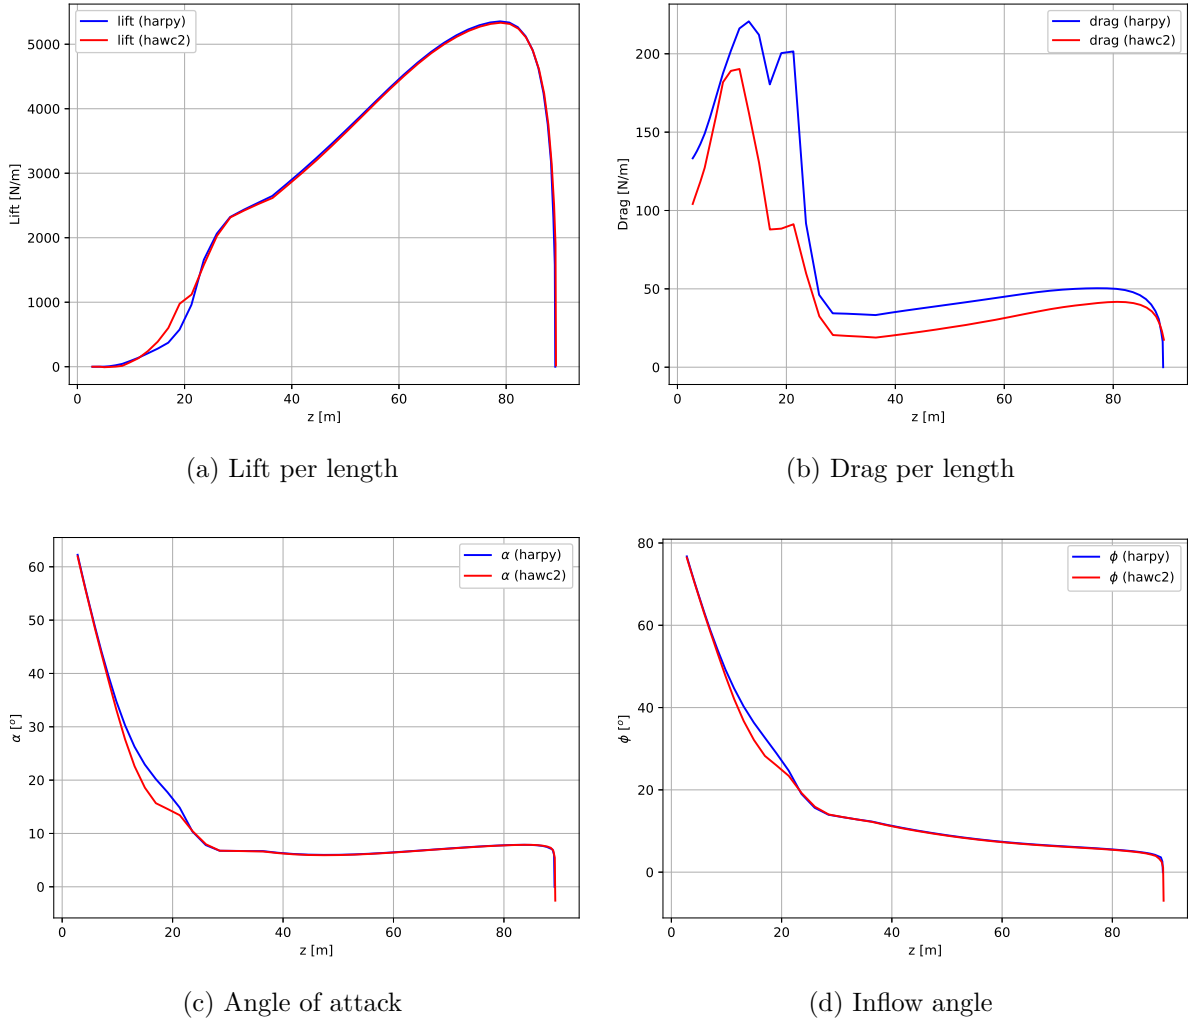 lift (harpy)
lift (hawc2)
5000
4000
3000
2000
1000
0
Lift [N/m]
0 20 40 60 80
z [m]
(a) Lift per length
drag (harpy)
drag (hawc2)
200
150
100
50
0
Drag [N/m]
0 20 40 60 80
z [m]
(b) Drag per length
α (harpy)
α (hawc2)
60
50
40
30
20
10
0
α [°]
0 20 40 60 80
z [m]
(c) Angle of attack
ϕ (harpy)
ϕ (hawc2)
80
60
40
20
0
ϕ [°]
0 20 40 60 80
z [m]
(d) Inflow angle